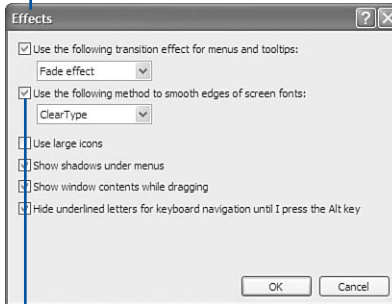 Effects
Use the following transition effect for menus and tooltips:
Fade effect
Use the following method to smooth edges of screen fonts:
ClearType
Use large icons
Show shadows under menus
Show window contents while dragging
Hide underlined letters for keyboard navigation until I press the Alt key
OK Cancel